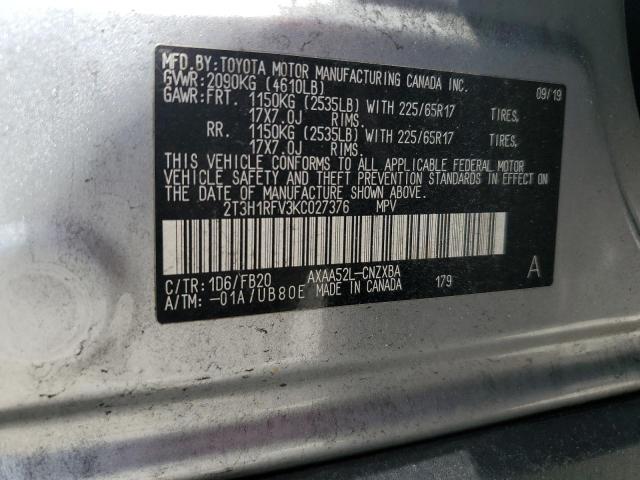 MFD. BY:TOYOTA MOTOR MANUFACTURING CANADA INC.
GVWR:2090KG (4610LB) 09/19
GAWR:FRT. 1150KG (2535LB) WITH 225/65R17 TIRES.
17X7.0J RIMS.
RR. 1150KG (2535LB) WITH 225/65R17 TIRES.
17X7.0J RIMS.
THIS VEHICLE CONFORMS TO ALL APPLICABLE FEDERAL MOTOR
VEHICLE SAFETY AND THEFT PREVENTION STANDARDS IN EFFECT ON
THE DATE OF MANUFACTURE SHOWN ABOVE.
2T3H1RFV3KC027376 MPV
A
C/TR:1D6/FB20 AXAA52L-CNZXBA 179
A/TM:-01A/UB80E MADE IN CANADA